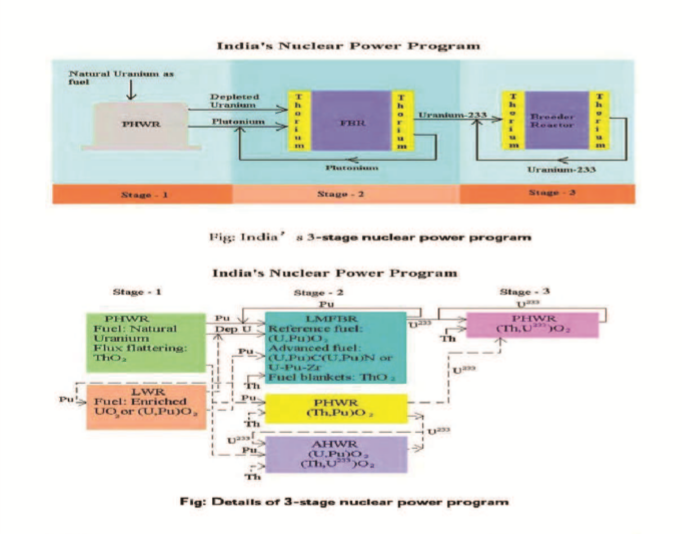 India's Nuclear Power Program
Natural Uranium as
fuel
PHWR
Depleted
Uranium
Plutonium
Thorium
FBR
Thorium
Uranium-233
Plutonium
Thorium
Breeder
Reactor
Thorium
Uranium-233
Stage - 1
Stage - 2
Stage - 3
Fig: India' s 3-stage nuclear power program
India's Nuclear Power Program
Stage - 1
Stage - 2
Stage - 3
Pu
PHWR
Fuel: Natural
Uranium
Flux flattering:
ThO₂
Pu
Dep U
LMFBR
Reference fuel:
(U,Pu)O₂
Advanced fuel:
(U,Pu)C(U,Pu)N or
U-Pu-Zr
Fuel blankets: ThO₂
U²³³
PHWR
(Th,U²³³)O₂
Th
U²³³
Pu
Th
Pu
LWR
Fuel: Enriched
UO₂ or (U,Pu)O₂
Pu
Th
PHWR
(Th,Pu)O₂
U²³³
U²³³
Pu
Th
AHWR
(U,Pu)O₂
(Th,U²³³)O₂
Fig: Details of 3-stage nuclear power program